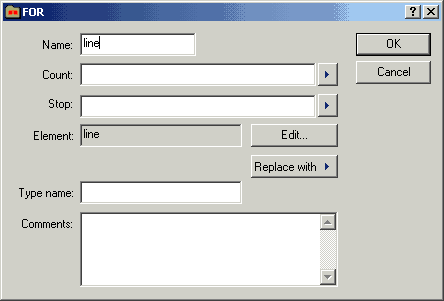 FOR
Name: line
OK
Count:
Cancel
Stop:
Element: line Edit...
Replace with
Type name:
Comments: